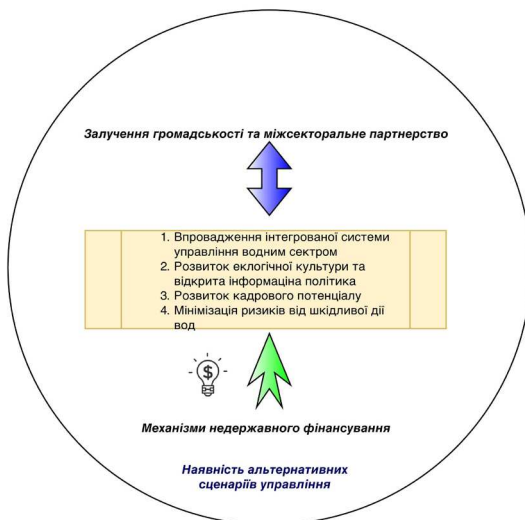 Залучення громадськості та міжсекторальне партнерство
1. Впровадження інтегрованої системи
управління водним сектром
2. Розвиток еклогічної культури та
відкрита інформаціна політика
3. Розвиток кадрового потенціалу
4. Мінімізація ризиків від шкідливої дії
вод
$
Механізми недержавного фінансування
Наявність альтернативних
сценаріїв управління